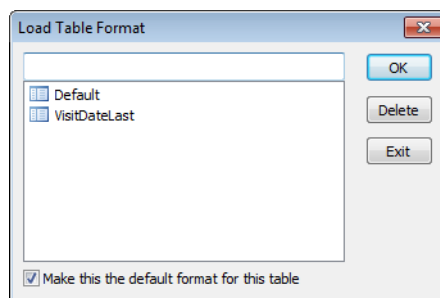 Load Table Format
OK
Default
VisitDateLast
Delete
Exit
Make this the default format for this table